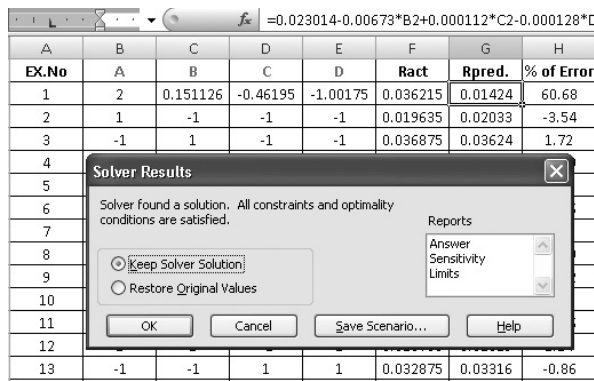 fx =0.023014-0.00673*B2+0.000112*C2-0.000128*D
A B C D E F G H
EX.No A B C D Ract Rpred. % of Error
1 2 0.151126 -0.46195 -1.00175 0.036215 0.01424 60.68
2 1 -1 -1 -1 0.019635 0.02033 -3.54
3 -1 1 -1 -1 0.036875 0.03624 1.72
4
Solver Results
5
Solver found a solution. All constraints and optimality
6
conditions are satisfied.
Reports
7
Answer
8
Sensitivity
Keep Solver Solution
Limits
9
Restore Original Values
10
11
OK Cancel Save Scenario... Help
12
13 -1 -1 1 1 0.032875 0.03316 -0.86